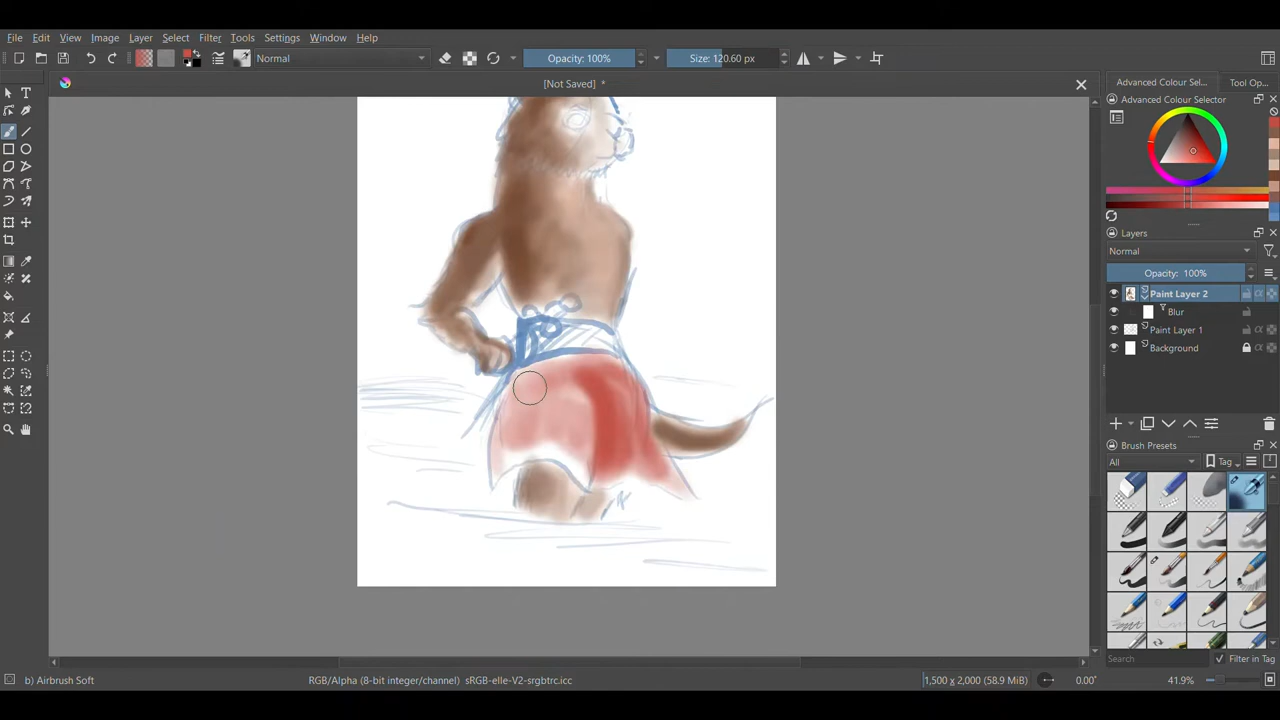 File Edit View Image Layer Select Filter Tools Settings Window Help
Normal Opacity: 100% Size: 120.60 px
[Not Saved] *
Advanced Colour Sel... Tool Op...
Advanced Colour Selector
Layers
Normal
Opacity: 100%
Paint Layer 2
Blur
Paint Layer 1
Background
Brush Presets
All Tag
Search Filter in Tag
b) Airbrush Soft RGB/Alpha (8-bit integer/channel) sRGB-elle-V2-srgbtrc.icc 1,500 x 2,000 (58.9 MiB) 0.00° 41.9%